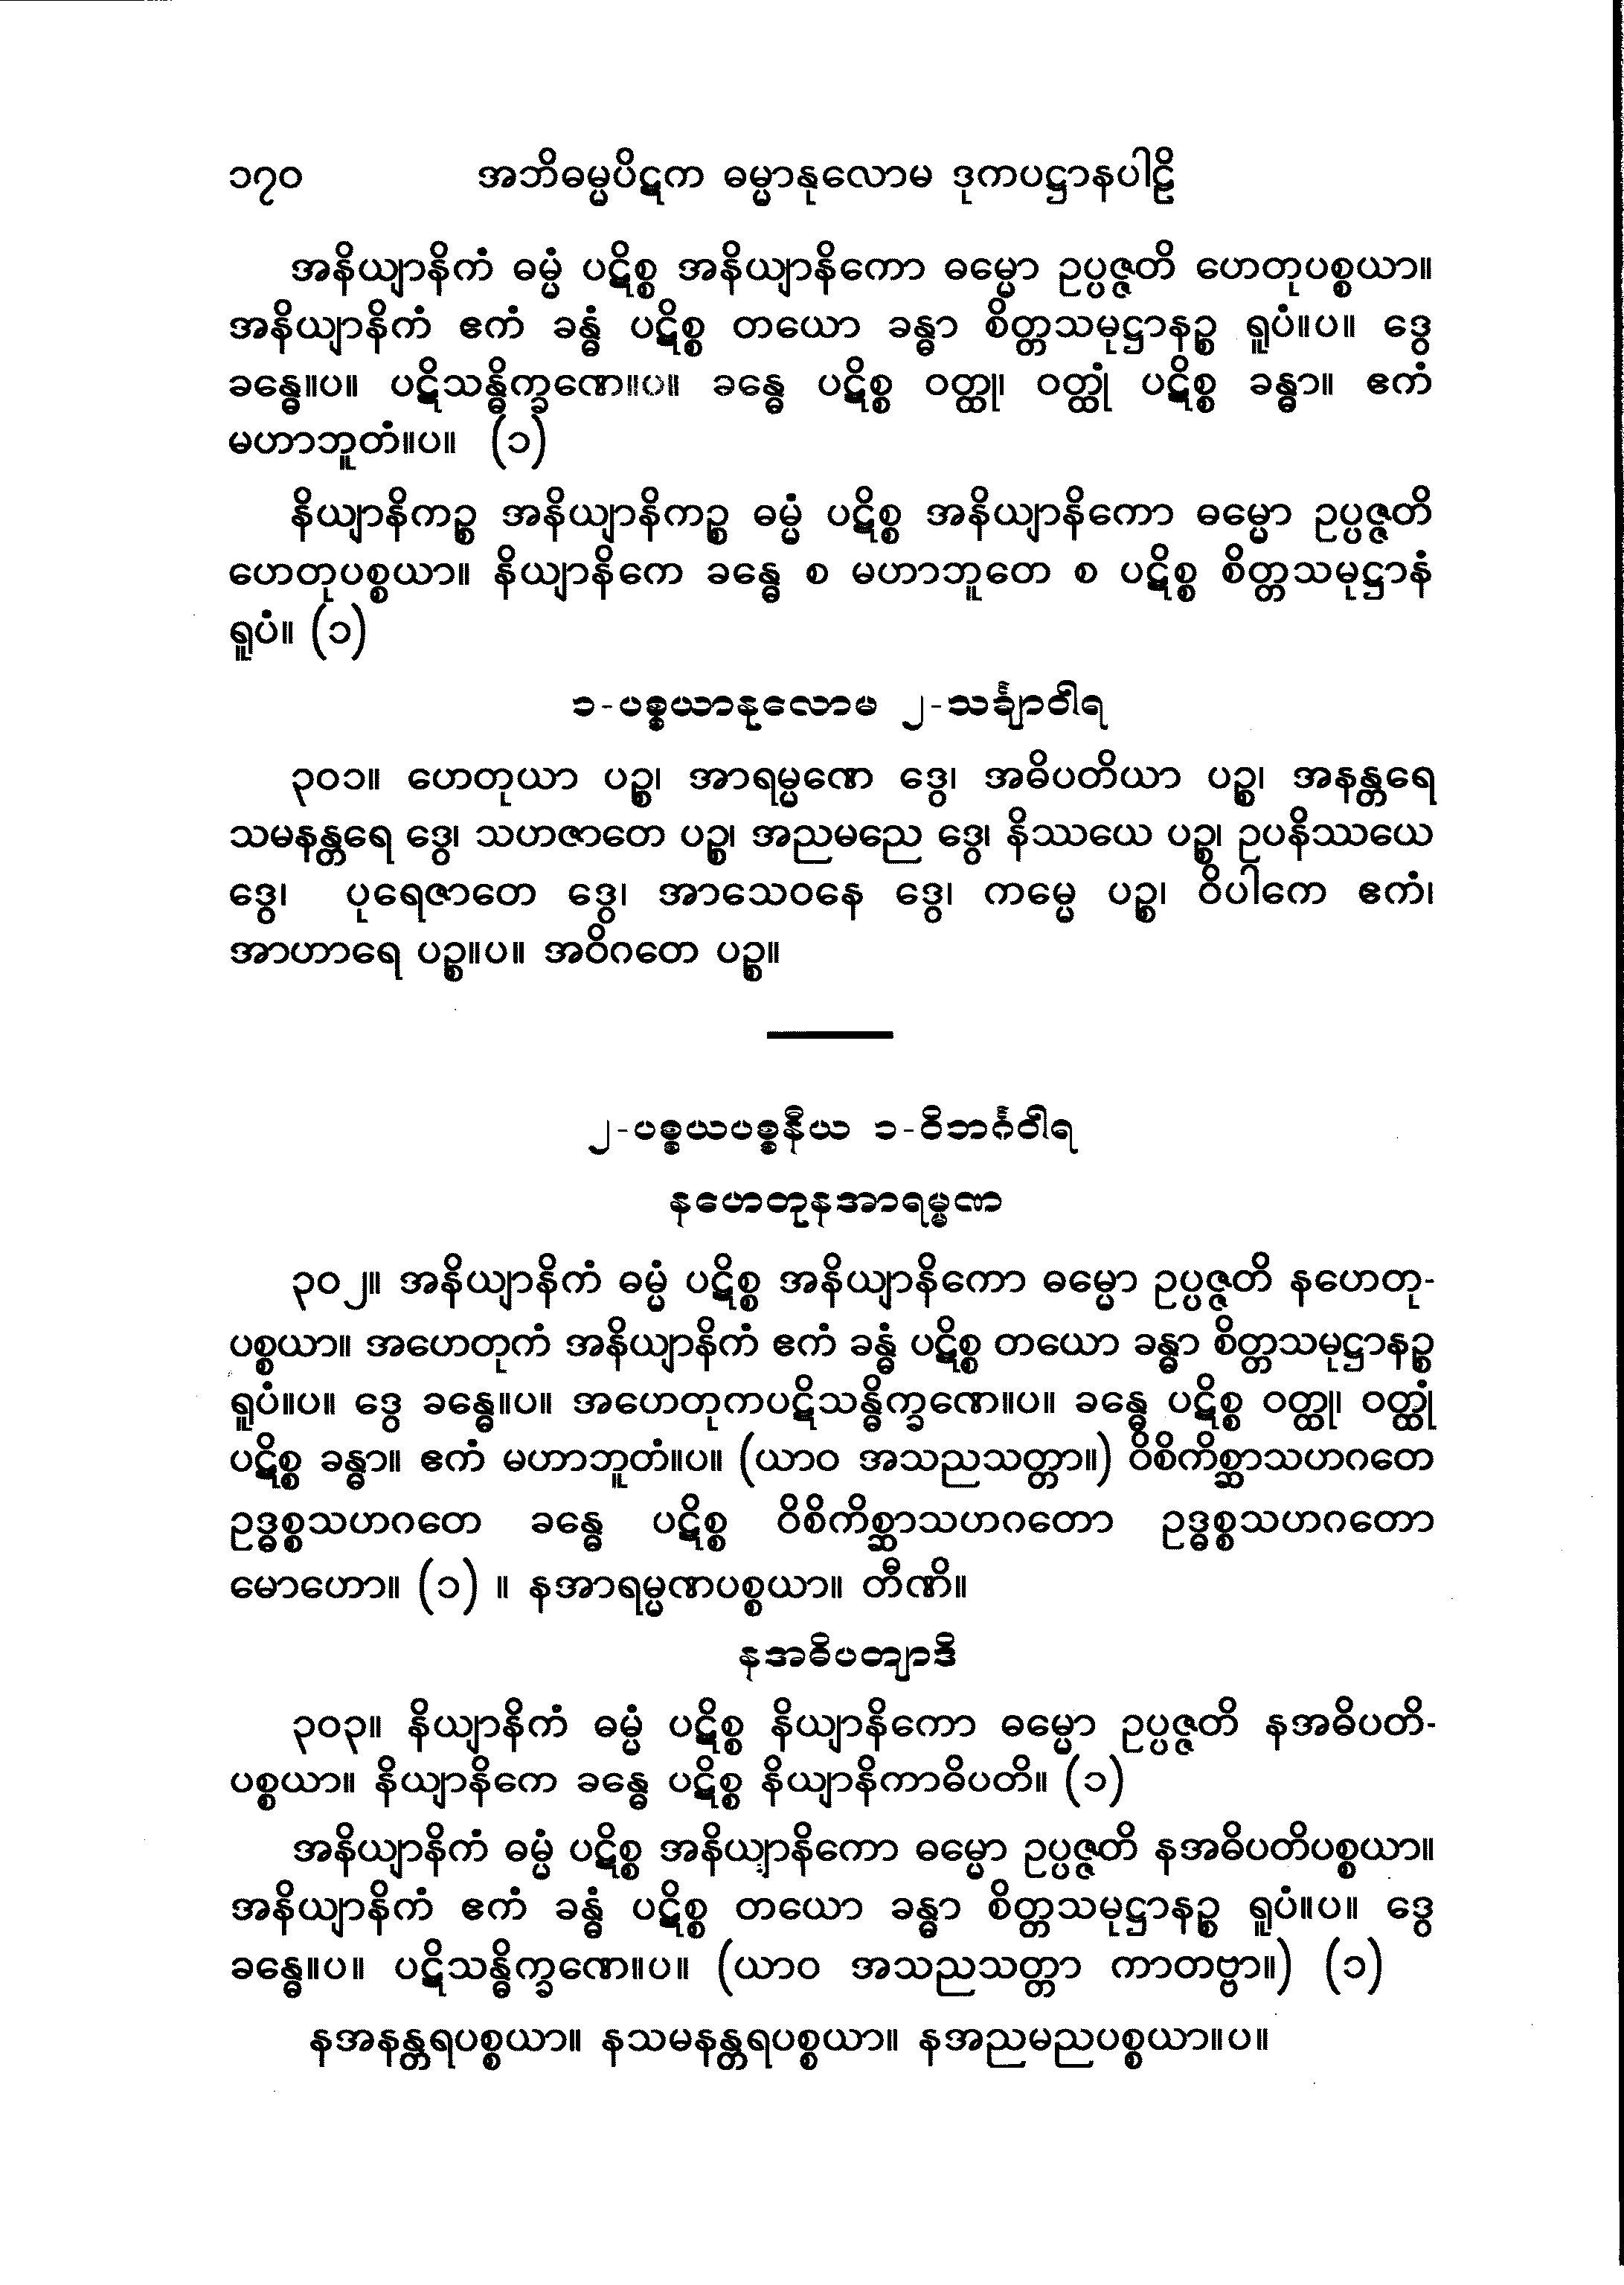 ၁၇၀ အဘိဓမ္မပိဋက ဓမ္မာနုလောမ ဒုကပဋ္ဌာနပါဠိ
အနိယျာနိကံ ဓမ္မံ ပဋိစ္စ အနိယျာနိကော ဓမ္မော ဥပ္ပဇ္ဇတိ ဟေတုပစ္စယာ။
အနိယျာနိကံ ဧကံ ခန္ဓံ ပဋိစ္စ တယော ခန္ဓာ စိတ္တသမုဋ္ဌာနဉ္စ ရူပံ။ပ။ ဒွေ
ခန္ဓေ။ပ။ ပဋိသန္ဓိက္ခဏေ။ပ။ ခန္ဓေ ပဋိစ္စ ဝတ္ထု၊ ဝတ္ထုံ ပဋိစ္စ ခန္ဓာ။ ဧကံ
မဟာဘူတံ။ပ။ (၁)
နိယျာနိကဉ္စ အနိယျာနိကဉ္စ ဓမ္မံ ပဋိစ္စ အနိယျာနိကော ဓမ္မော ဥပ္ပဇ္ဇတိ
ဟေတုပစ္စယာ။ နိယျာနိကေ ခန္ဓေ စ မဟာဘူတေ စ ပဋိစ္စ စိတ္တသမုဋ္ဌာနံ
ရူပံ။ (၁)
၁-ပစ္စယာနုလောမ ၂-သင်္ချာဝါရ
၃၀၁။ ဟေတုယာ ပဉ္စ၊ အာရမ္မဏေ ဒွေ၊ အဓိပတိယာ ပဉ္စ၊ အနန္တရေ
သမနန္တရေ ဒွေ၊ သဟဇာတေ ပဉ္စ၊ အညမညေ ဒွေ၊ နိဿယေ ပဉ္စ၊ ဥပနိဿယေ
ဒွေ၊ ပုရေဇာတေ ဒွေ၊ အာသေဝနေ ဒွေ၊ ကမ္မေ ပဉ္စ၊ ဝိပါကေ ဧကံ၊
အာဟာရေ ပဉ္စ။ပ။ အဝိဂတေ ပဉ္စ။
၂-ပစ္စယပစ္စနီယ ၁-ဝိဘင်္ဂဝါရ
နဟေတုနအာရမ္မဏ
၃၀၂။ အနိယျာနိကံ ဓမ္မံ ပဋိစ္စ အနိယျာနိကော ဓမ္မော ဥပ္ပဇ္ဇတိ နဟေတု-
ပစ္စယာ။ အဟေတုကံ အနိယျာနိကံ ဧကံ ခန္ဓံ ပဋိစ္စ တယော ခန္ဓာ စိတ္တသမုဋ္ဌာနဉ္စ
ရူပံ။ပ။ ဒွေ ခန္ဓေ။ပ။ အဟေတုကပဋိသန္ဓိက္ခဏေ။ပ။ ခန္ဓေ ပဋိစ္စ ဝတ္ထု၊ ဝတ္ထုံ
ပဋိစ္စ ခန္ဓာ။ ဧကံ မဟာဘူတံ။ပ။ (ယာဝ အသညသတ္တာ။) ဝိစိကိစ္ဆာသဟဂတေ
ဥဒ္ဓစ္စသဟဂတေ ခန္ဓေ ပဋိစ္စ ဝိစိကိစ္ဆာသဟဂတော ဥဒ္ဓစ္စသဟဂတော
မောဟော။ (၁) ။ နအာရမ္မဏပစ္စယာ။ တီဏိ။
နအဓိပတျာဒိ
၃၀၃။ နိယျာနိကံ ဓမ္မံ ပဋိစ္စ နိယျာနိကော ဓမ္မော ဥပ္ပဇ္ဇတိ နအဓိပတိ-
ပစ္စယာ။ နိယျာနိကေ ခန္ဓေ ပဋိစ္စ နိယျာနိကာဓိပတိ။ (၁)
အနိယျာနိကံ ဓမ္မံ ပဋိစ္စ အနိယျာနိကော ဓမ္မော ဥပ္ပဇ္ဇတိ နအဓိပတိပစ္စယာ။
အနိယျာနိကံ ဧကံ ခန္ဓံ ပဋိစ္စ တယော ခန္ဓာ စိတ္တသမုဋ္ဌာနဉ္စ ရူပံ။ပ။ ဒွေ
ခန္ဓေ။ပ။ ပဋိသန္ဓိက္ခဏေ။ပ။ (ယာဝ အသညသတ္တာ ကာတဗ္ဗာ။) (၁)
နအနန္တရပစ္စယာ။ နသမနန္တရပစ္စယာ။ နအညမညပစ္စယာ။ပ။